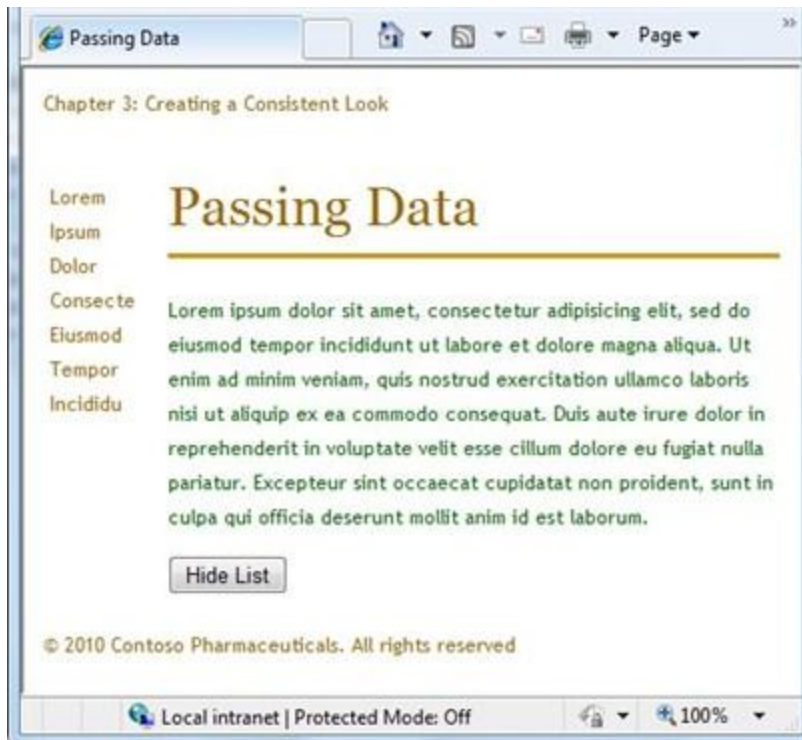 Passing Data
Page
Chapter 3: Creating a Consistent Look
Lorem
Ipsum
Dolor
Consecte
Eiusmod
Tempor
Incididu
Passing Data
Lorem ipsum dolor sit amet, consectetur adipisicing elit, sed do
eiusmod tempor incididunt ut labore et dolore magna aliqua. Ut
enim ad minim veniam, quis nostrud exercitation ullamco laboris
nisi ut aliquip ex ea commodo consequat. Duis aute irure dolor in
reprehenderit in voluptate velit esse cillum dolore eu fugiat nulla
pariatur. Excepteur sint occaecat cupidatat non proident, sunt in
culpa qui officia deserunt mollit anim id est laborum.
Hide List
© 2010 Contoso Pharmaceuticals. All rights reserved
Local intranet | Protected Mode: Off
100%